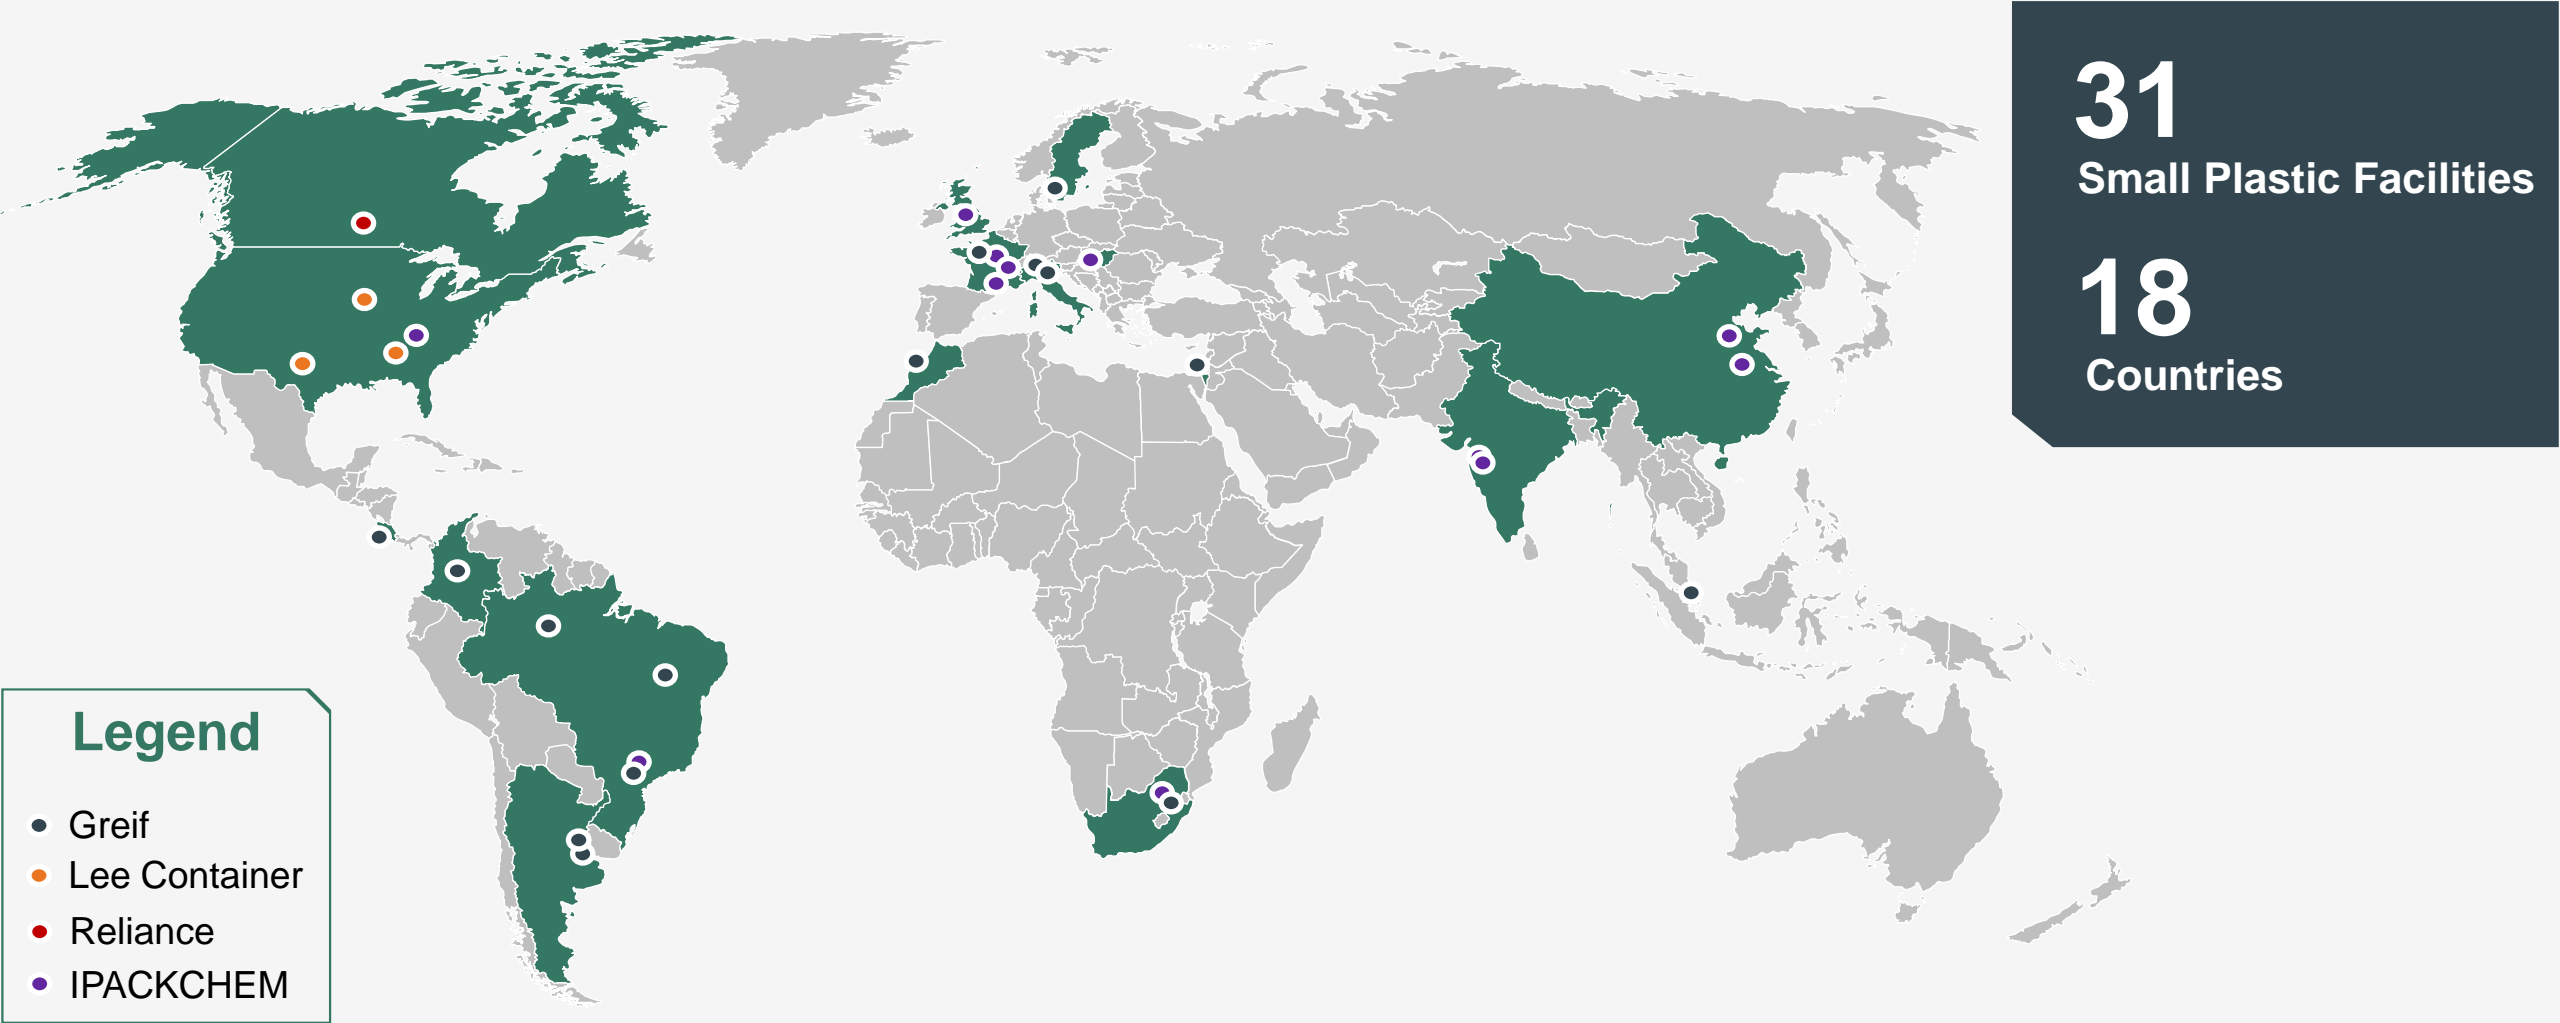 31
Small Plastic Facilities
18
Countries
Legend
Greif
Lee Container
Reliance
IPACKCHEM